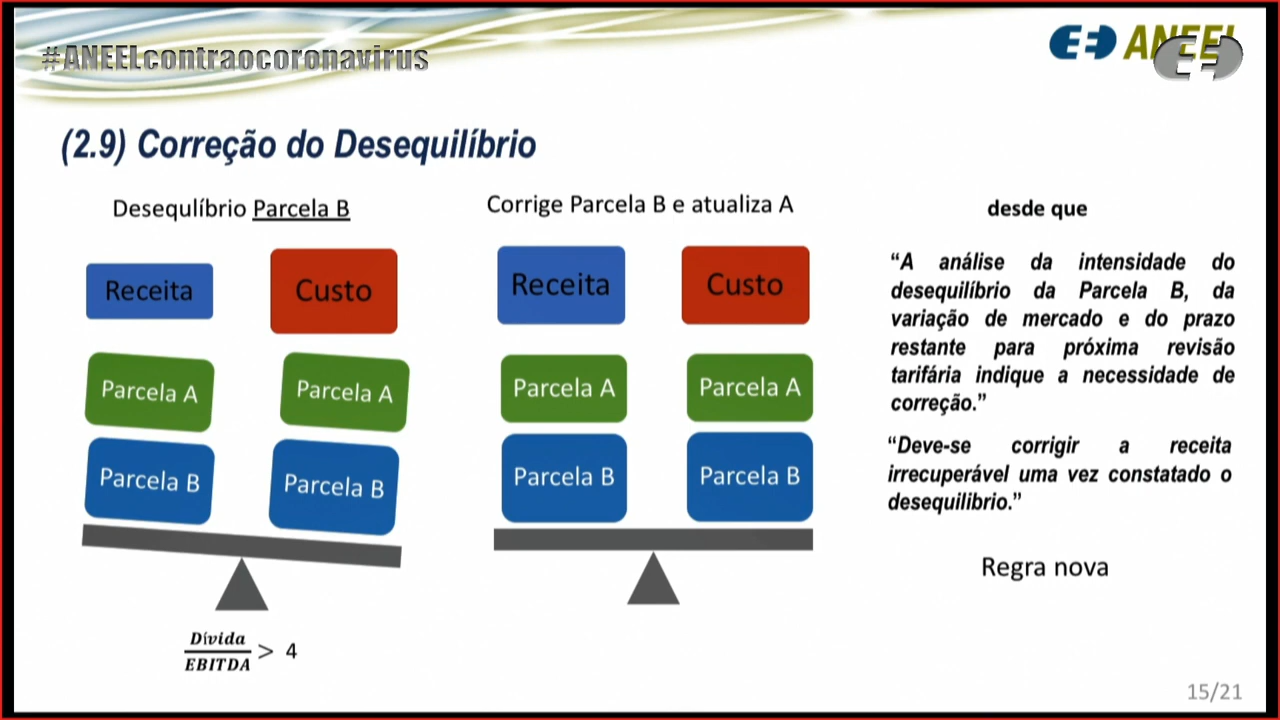 #ANEELcontraocoronavirus
ANEEL
(2.9) Correção do Desequilíbrio
Desequlíbrio Parcela B
Receita
Custo
Parcela A
Parcela A
Parcela B
Parcela B
Dívida
EBITDA
> 4
Corrige Parcela B e atualiza A
Receita
Custo
Parcela A
Parcela A
Parcela B
Parcela B
desde que
“A análise da intensidade do
desequilíbrio da Parcela B, da
variação de mercado e do prazo
restante para próxima revisão
tarifária indique a necessidade de
correção.”
“Deve-se corrigir a receita
irrecuperável uma vez constatado o
desequilibrio.”
Regra nova
15/21